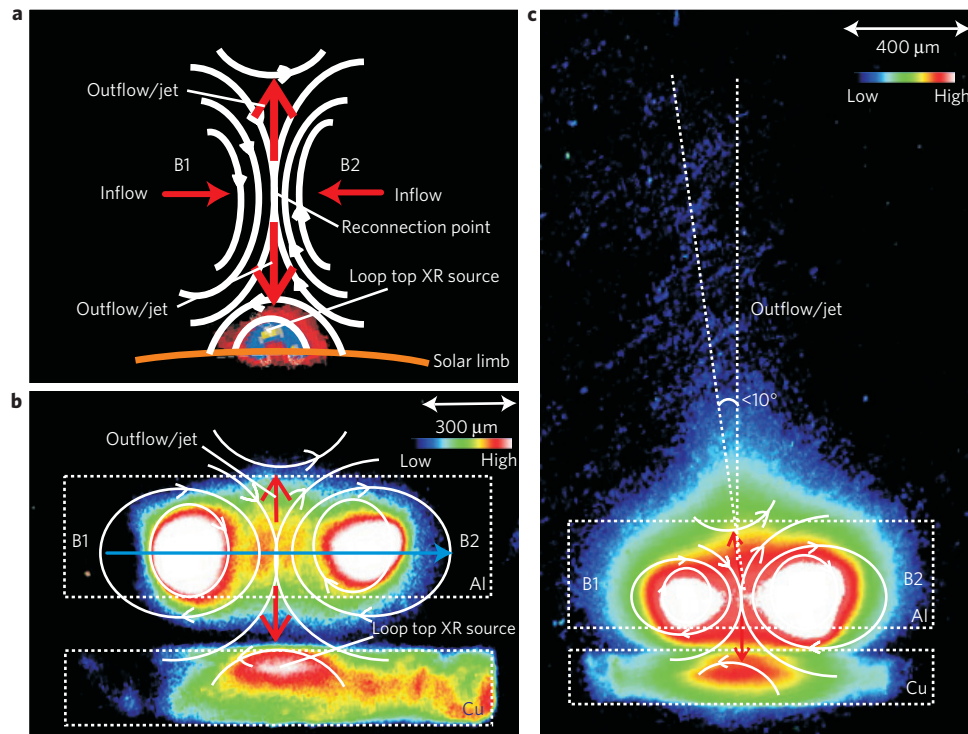 a
Outflow/jet
B1
B2
Inflow
Inflow
Reconnection point
Loop top XR source
Outflow/jet
Solar limb
b
300 µm
Outflow/jet
Low
High
B1
B2
Al
Loop top XR source
Cu
c
400 µm
Low
High
Outflow/jet
<10°
B1
B2
Al
Cu